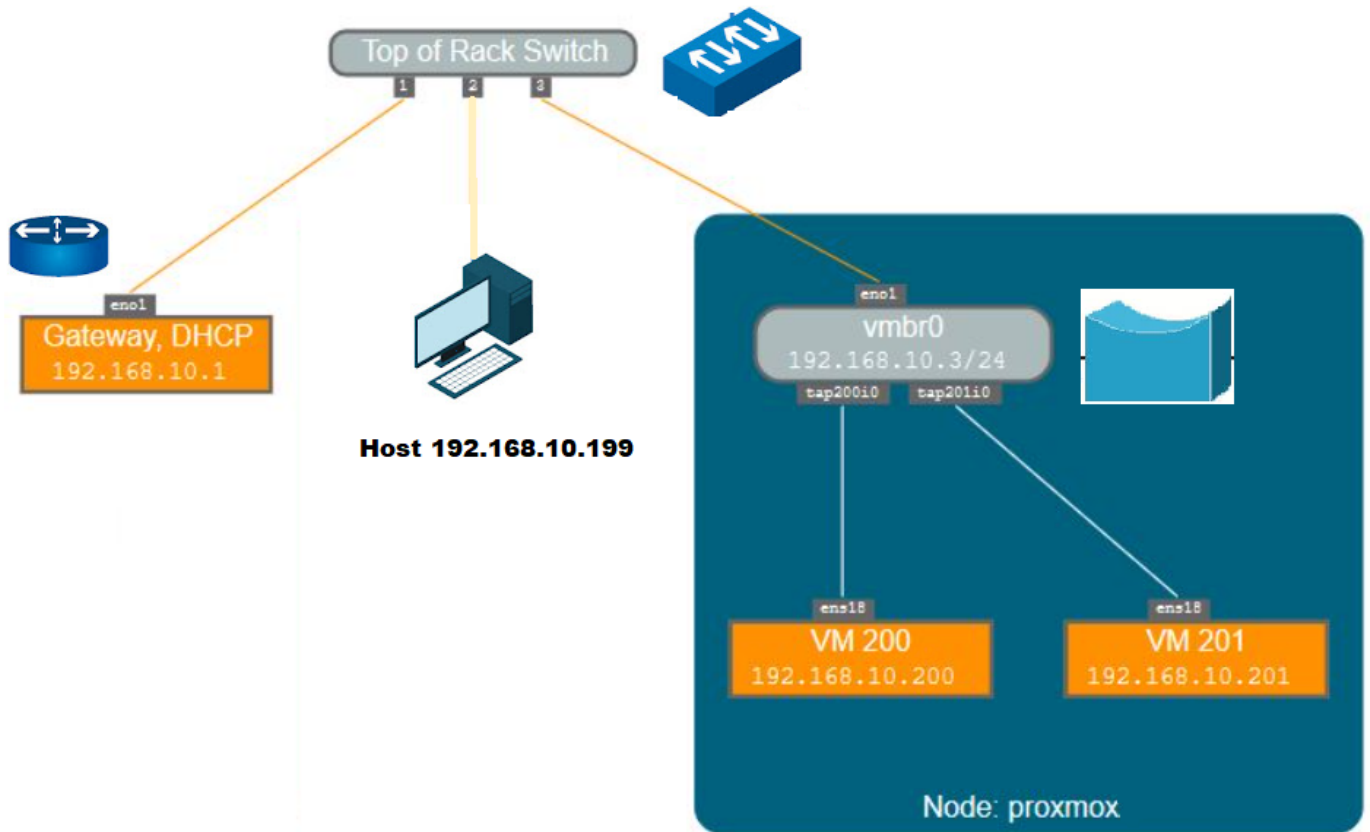 Top of Rack Switch
1
2
3
eno1
Gateway, DHCP
192.168.10.1
Host 192.168.10.199
eno1
vmbr0
192.168.10.3/24
tap200i0
tap201i0
ens18
VM 200
192.168.10.200
ens18
VM 201
192.168.10.201
Node: proxmox